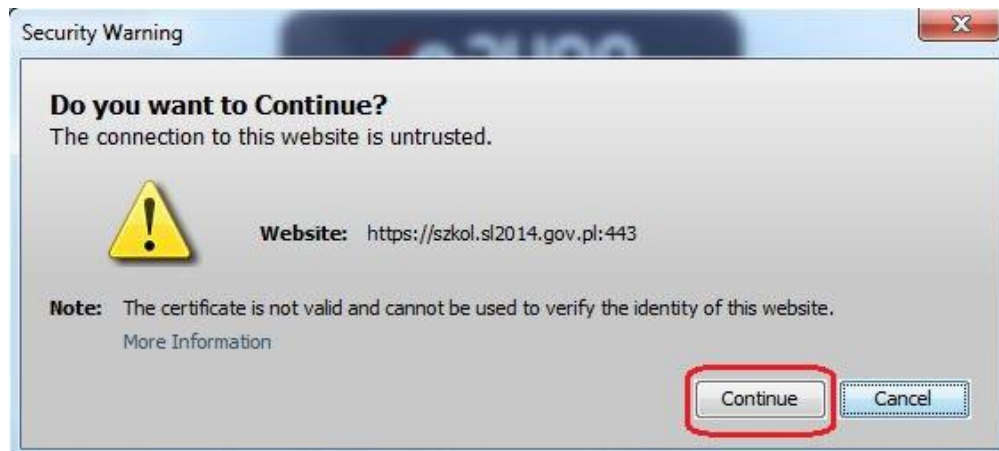 Security Warning
Do you want to Continue?
The connection to this website is untrusted.
Website: https://szkol.sl2014.gov.pl:443
Note: The certificate is not valid and cannot be used to verify the identity of this website.
More Information
Continue Cancel